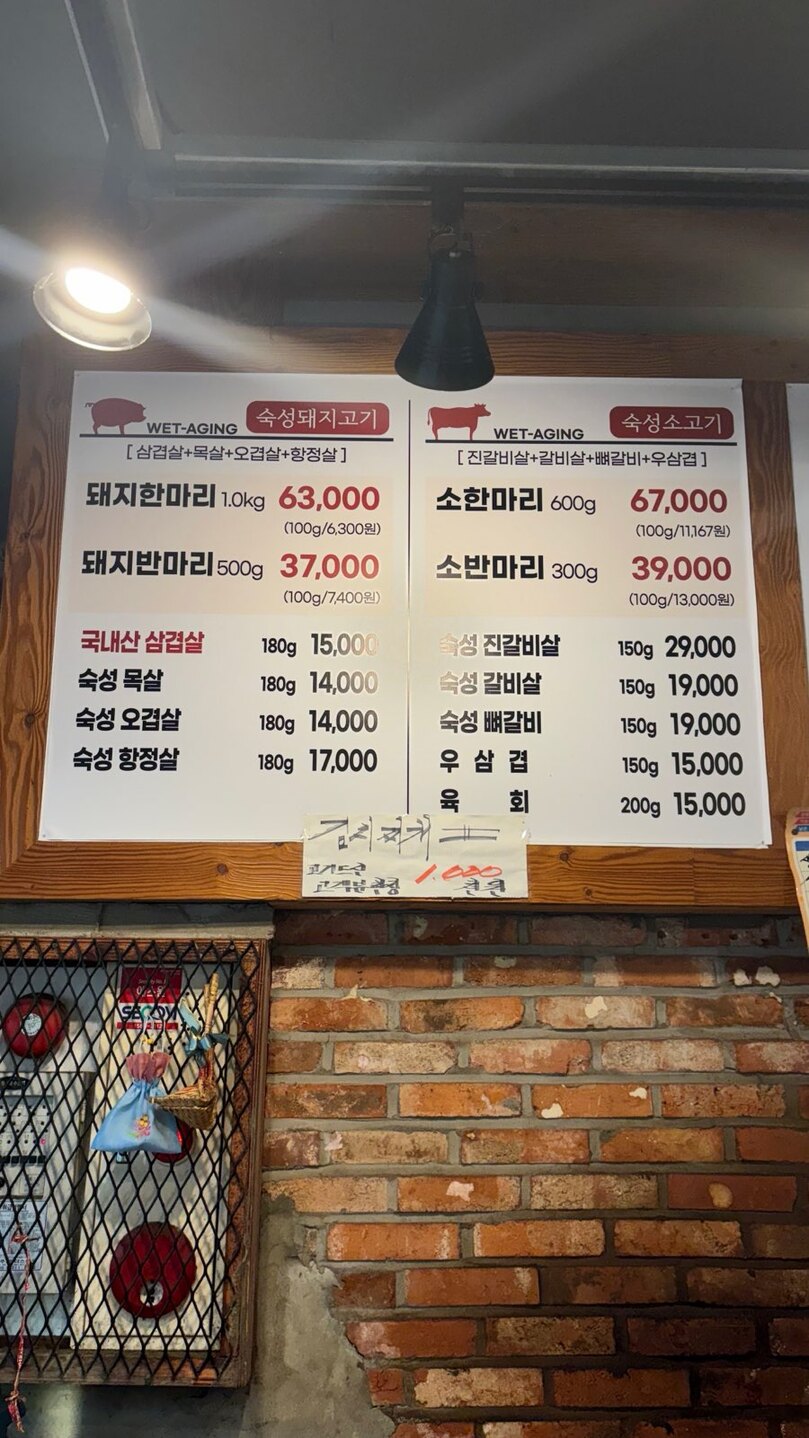 WET-AGING 숙성돼지고기
[ 삼겹살+목살+오겹살+항정살 ]
돼지한마리 1.0kg 63,000
(100g/6,300원)
돼지반마리 500g 37,000
(100g/7,400원)
국내산 삼겹살 180g 15,000
숙성 목살 180g 14,000
숙성 오겹살 180g 14,000
숙성 항정살 180g 17,000
WET-AGING 숙성소고기
[ 진갈비살+갈비살+뼈갈비+우삼겹 ]
소한마리 600g 67,000
(100g/11,167원)
소반마리 300g 39,000
(100g/13,000원)
숙성 진갈비살 150g 29,000
숙성 갈비살 150g 19,000
숙성 뼈갈비 150g 19,000
우삼겹 150g 15,000
육회 200g 15,000
김치찌개
1,000
SECOM